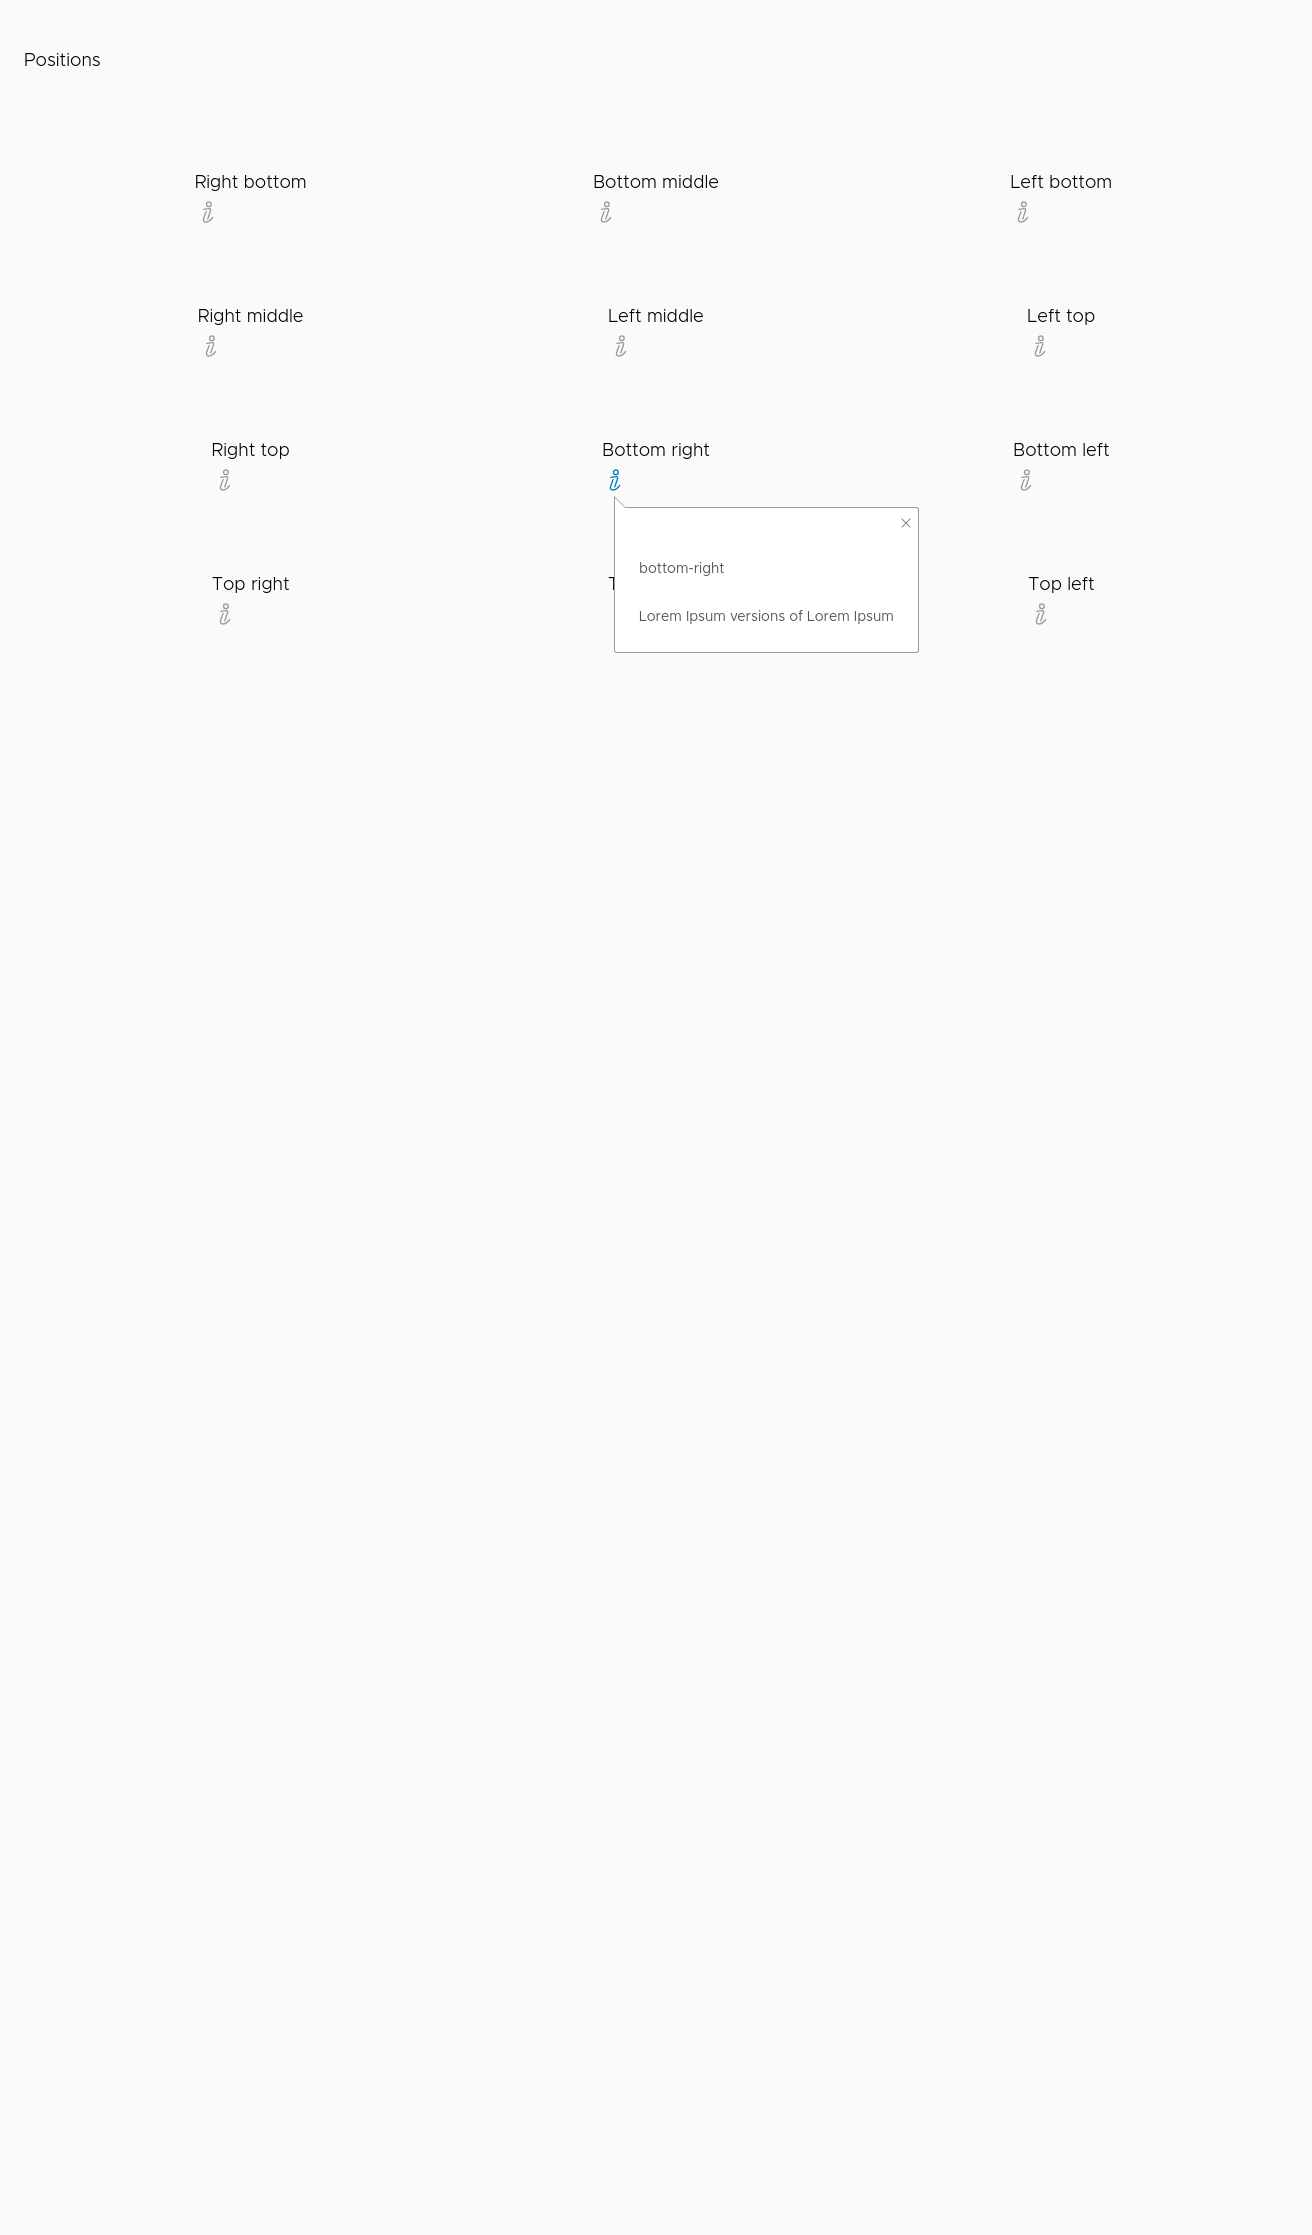 Positions
Right bottom
Bottom middle
Left bottom
Right middle
Left middle
Left top
Right top
Bottom right
Bottom left
bottom-right
Top right
Top left
Lorem Ipsum versions of Lorem Ipsum